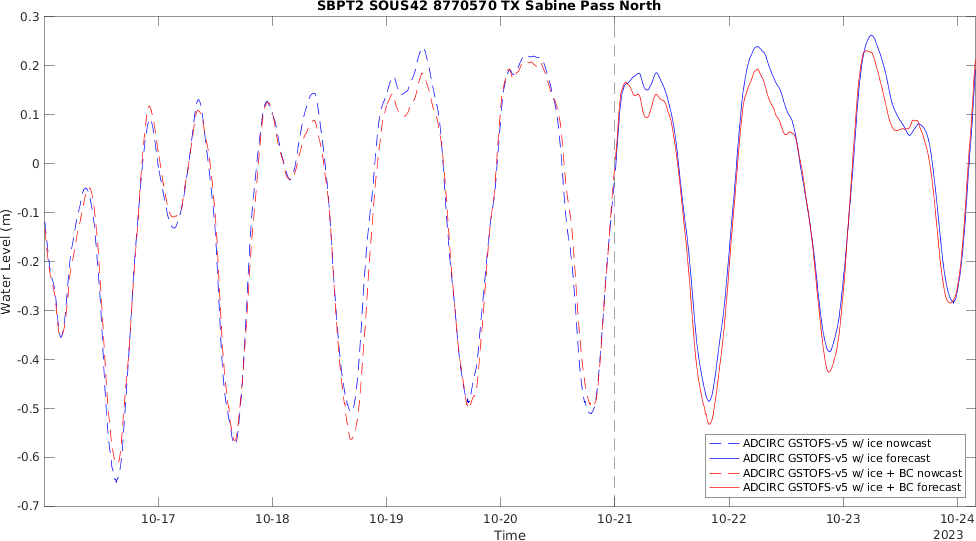 SBPT2 SOUS42 8770570 TX Sabine Pass North
0.3
0.2
0.1
0
-0.1
-0.2
-0.3
-0.4
-0.5
-0.6
-0.7
Water Level (m)
10-17
10-18
10-19
10-20
10-21
10-22
10-23
10-24
2023
Time
ADCIRC GSTOFS-v5 w/ ice nowcast
ADCIRC GSTOFS-v5 w/ ice forecast
ADCIRC GSTOFS-v5 w/ ice + BC nowcast
ADCIRC GSTOFS-v5 w/ ice + BC forecast